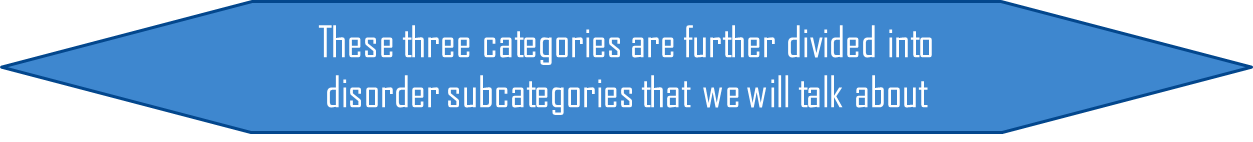 These three categories are further divided into
disorder subcategories that we will talk about